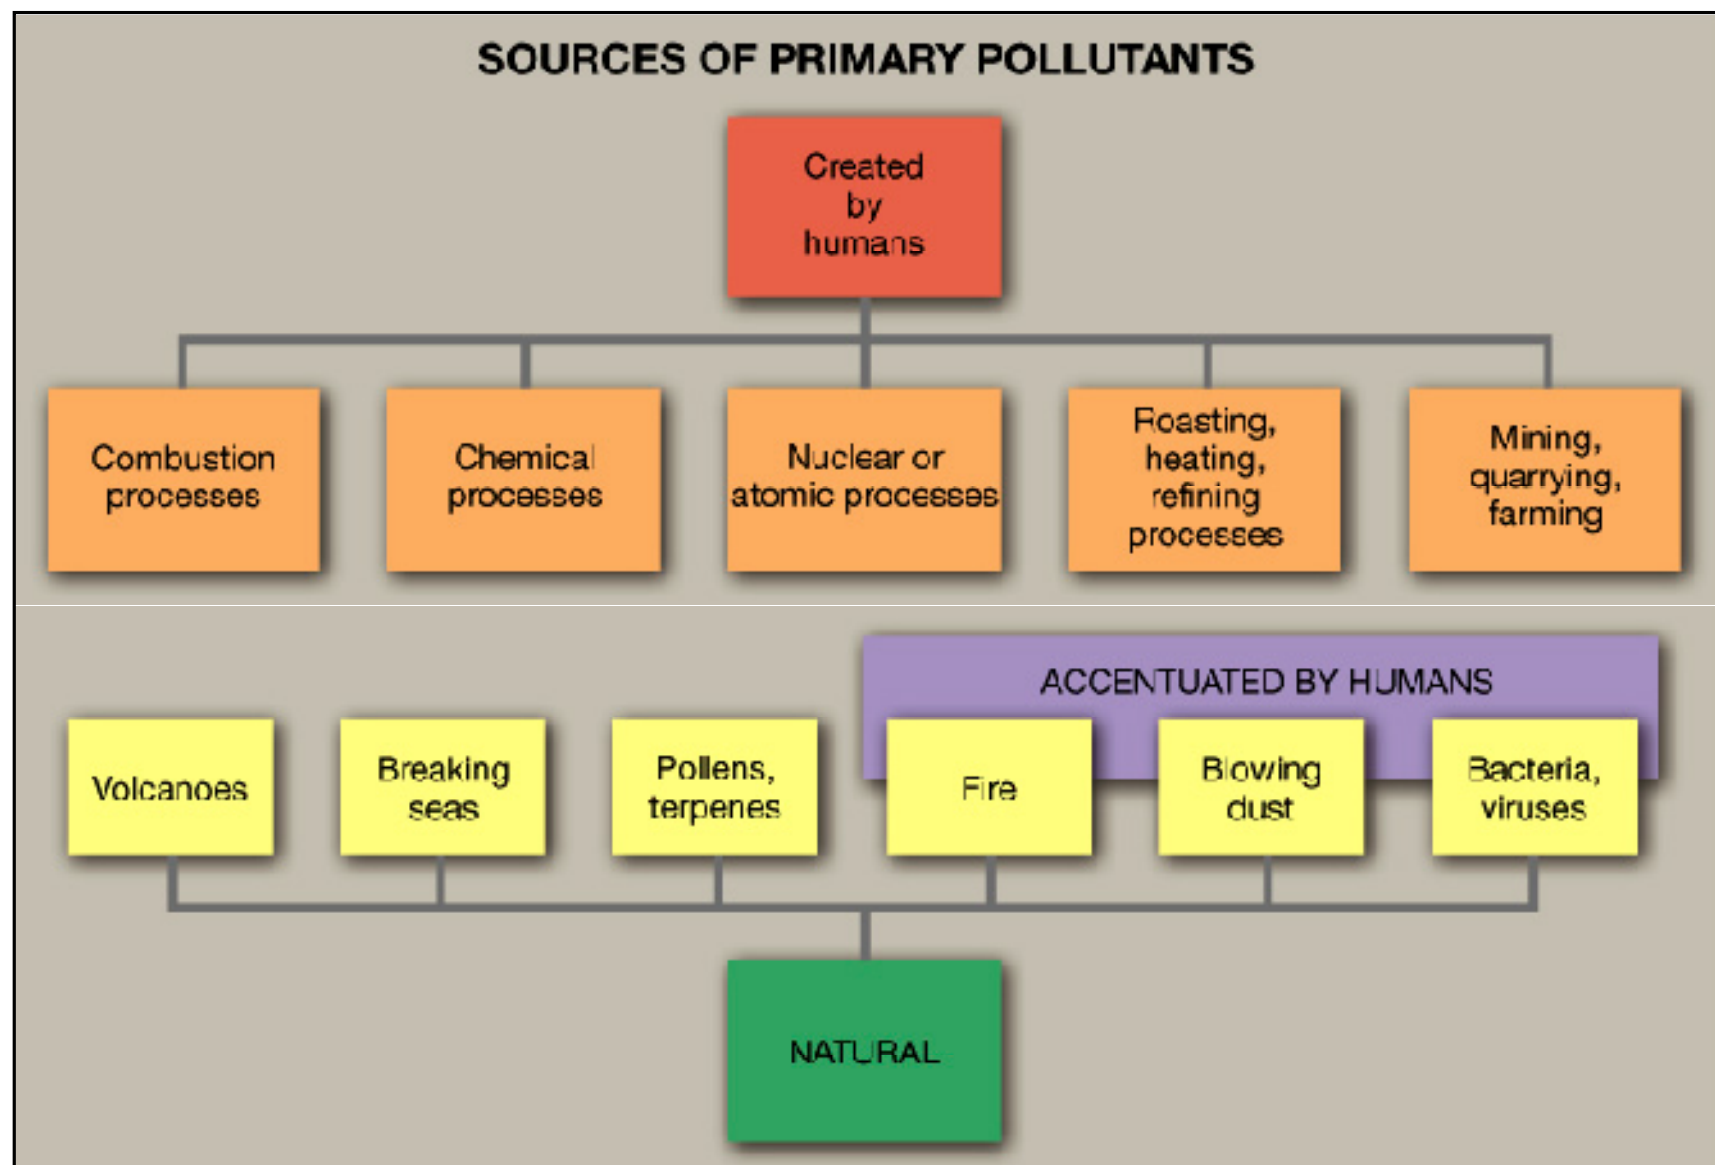 SOURCES OF PRIMARY POLLUTANTS
Created
by
humans
Combustion
processes
Chemical
processes
Nuclear or
atomic processes
Roasting,
heating,
refining
processes
Mining,
quarrying,
farming
ACCENTUATED BY HUMANS
Volcanoes
Breaking
seas
Pollens,
terpenes
Fire
Blowing
dust
Bacteria,
viruses
NATURAL